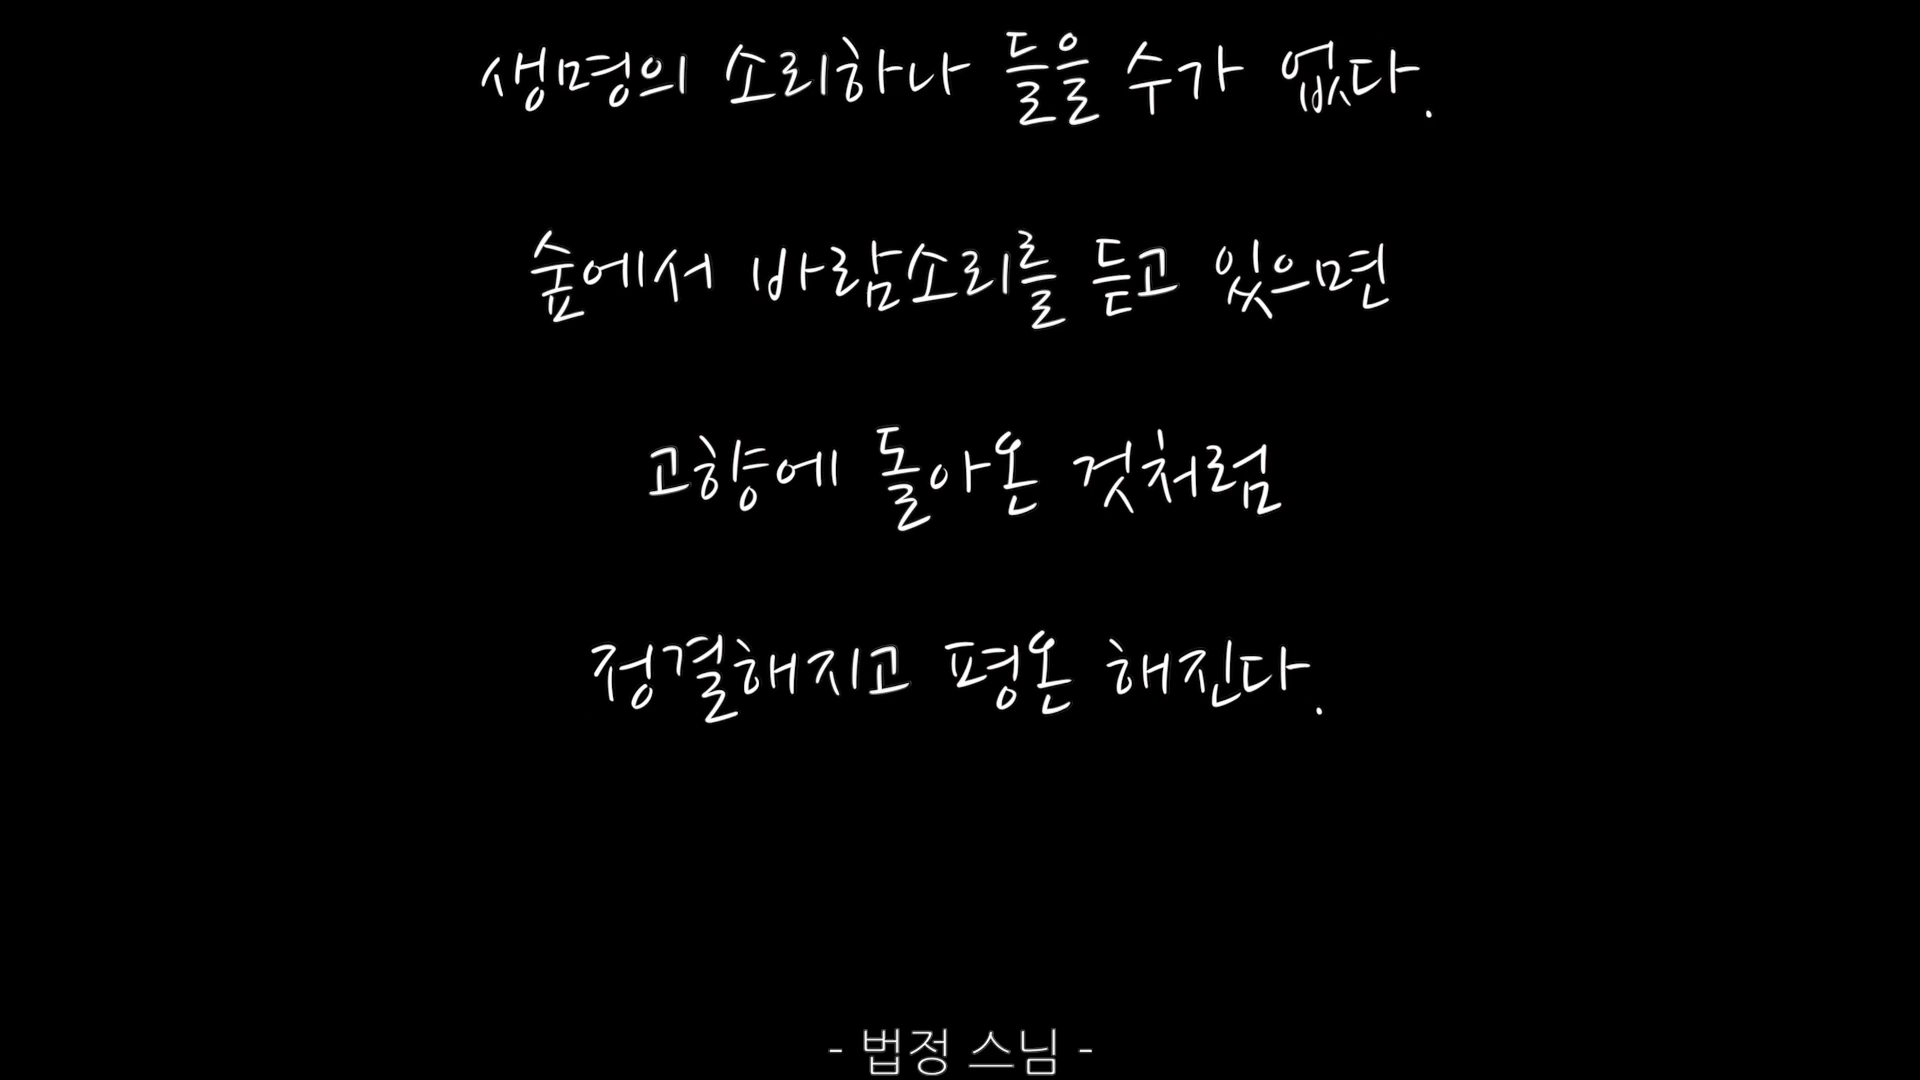 생명의 소리하나 들을 수가 없다.
숲에서 바람소리를 듣고 있으면
고향에 돌아온 것처럼
정결해지고 평온 해진다.
- 법정 스님 -